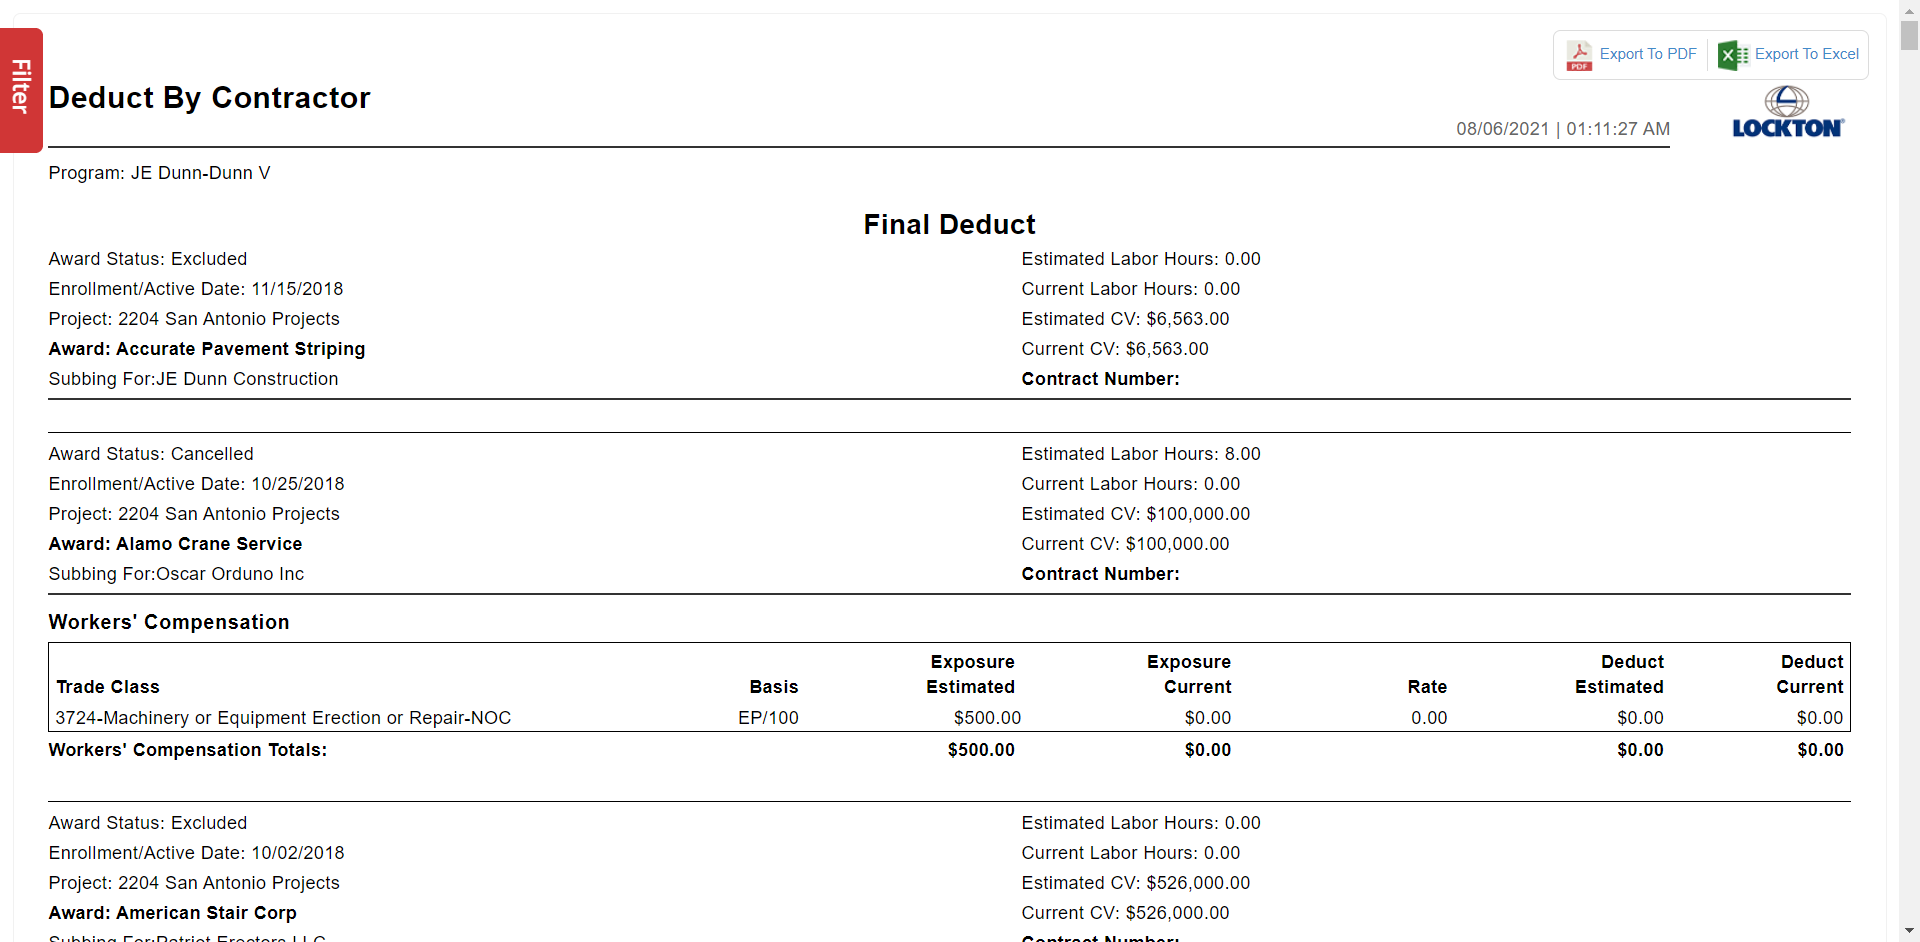 Filter
Export To PDF
Export To Excel
Deduct By Contractor
08/06/2021 | 01:11:27 AM
LOCKTON
Program: JE Dunn-Dunn V
Final Deduct
Award Status: Excluded
Estimated Labor Hours: 0.00
Enrollment/Active Date: 11/15/2018
Current Labor Hours: 0.00
Project: 2204 San Antonio Projects
Estimated CV: $6,563.00
Award: Accurate Pavement Striping
Current CV: $6,563.00
Subbing For:JE Dunn Construction
Contract Number:
Award Status: Cancelled
Estimated Labor Hours: 8.00
Enrollment/Active Date: 10/25/2018
Current Labor Hours: 0.00
Project: 2204 San Antonio Projects
Estimated CV: $100,000.00
Award: Alamo Crane Service
Current CV: $100,000.00
Subbing For:Oscar Orduno Inc
Contract Number:
Workers' Compensation
Trade Class Basis Exposure Estimated Exposure Current Rate Deduct Estimated Deduct Current
3724-Machinery or Equipment Erection or Repair-NOC EP/100 $500.00 $0.00 0.00 $0.00 $0.00
Workers' Compensation Totals: $500.00 $0.00 $0.00 $0.00
Award Status: Excluded
Estimated Labor Hours: 0.00
Enrollment/Active Date: 10/02/2018
Current Labor Hours: 0.00
Project: 2204 San Antonio Projects
Estimated CV: $526,000.00
Award: American Stair Corp
Current CV: $526,000.00
Subbing For:Patriot Erectors LLC
Contract Number: